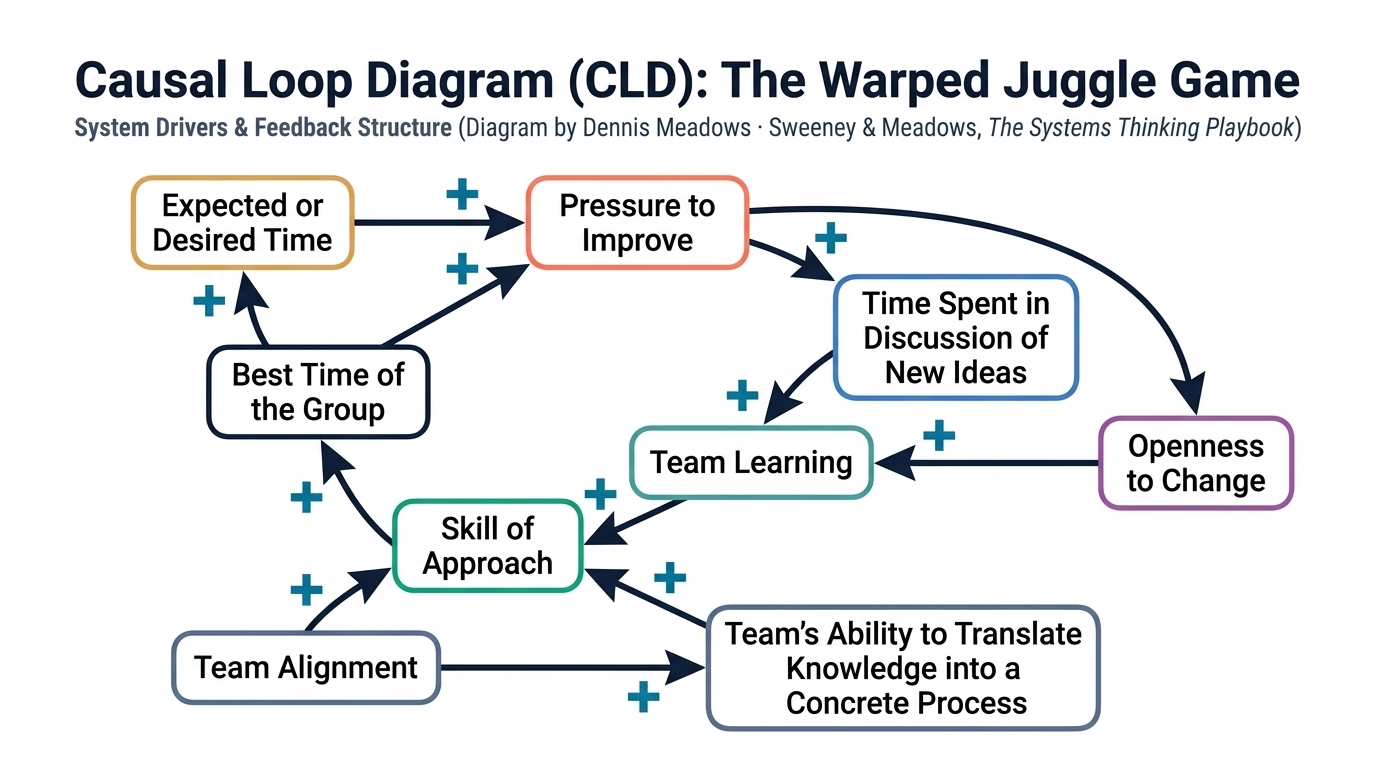 Causal Loop Diagram (CLD): The Warped Juggle Game
System Drivers & Feedback Structure (Diagram by Dennis Meadows · Sweeney & Meadows, The Systems Thinking Playbook)
Expected or
Desired Time
+
Pressure to
Improve
+
+
+
Time Spent in
Discussion of
New Ideas
Best Time of
the Group
+
+
Openness
to Change
Team Learning
+
+
Skill of
Approach
+
+
Team Alignment
+
Team’s Ability to Translate
Knowledge into a
Concrete Process